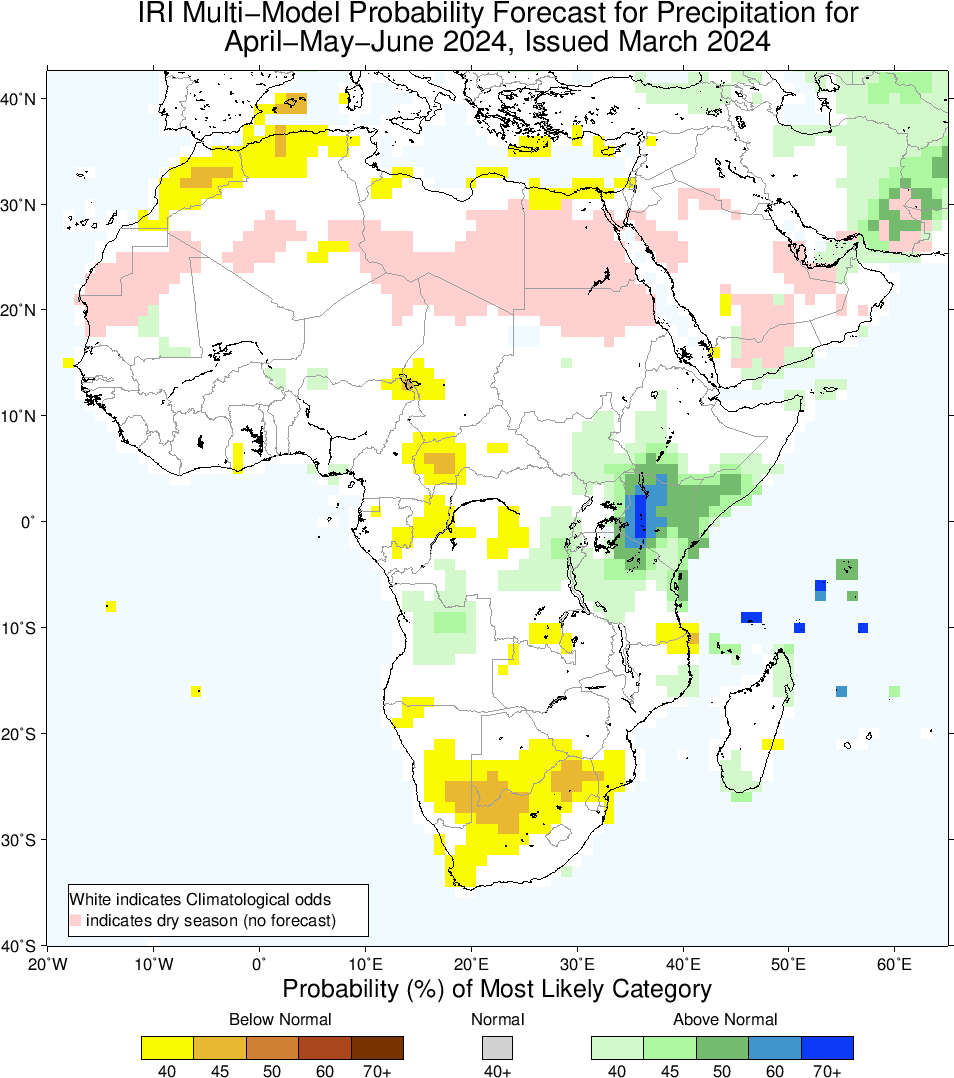 IRI Multi−Model Probability Forecast for Precipitation for
April−May−June 2024, Issued March 2024
40˚N
30˚N
20˚N
10˚N
0˚
10˚S
20˚S
30˚S
40˚S
White indicates Climatological odds
indicates dry season (no forecast)
20˚W 10˚W 0˚ 10˚E 20˚E 30˚E 40˚E 50˚E 60˚E
Probability (%) of Most Likely Category
Below Normal Normal Above Normal
40 45 50 60 70+ 40+ 40 45 50 60 70+